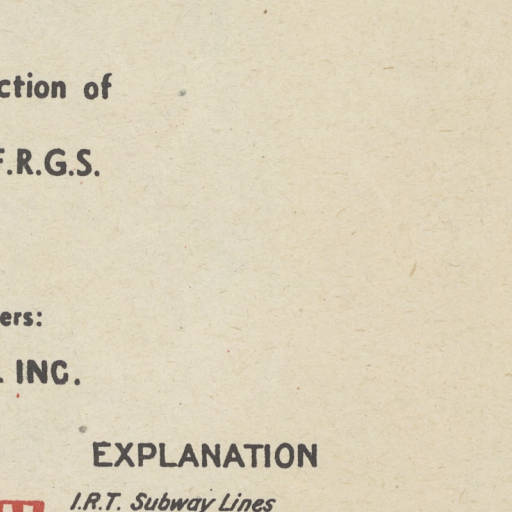 ction of
F.R.G.S.
ers:
. INC.
EXPLANATION
I.R.T. Subway Lines